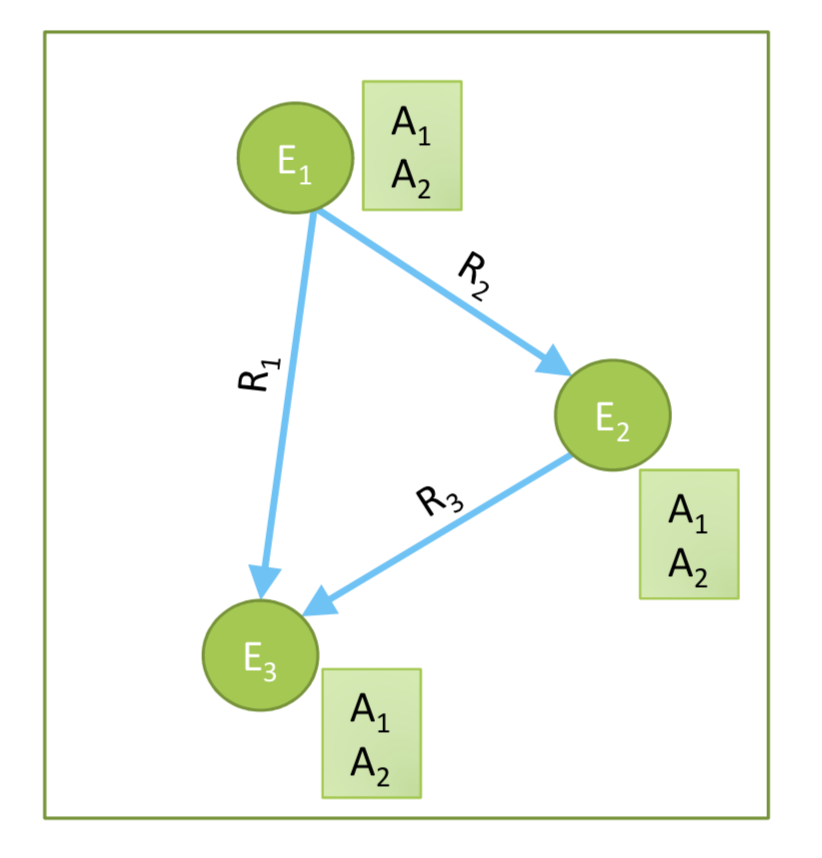 E₁
A₁
A₂
R₂
R₁
E₂
R₃
A₁
A₂
E₃
A₁
A₂